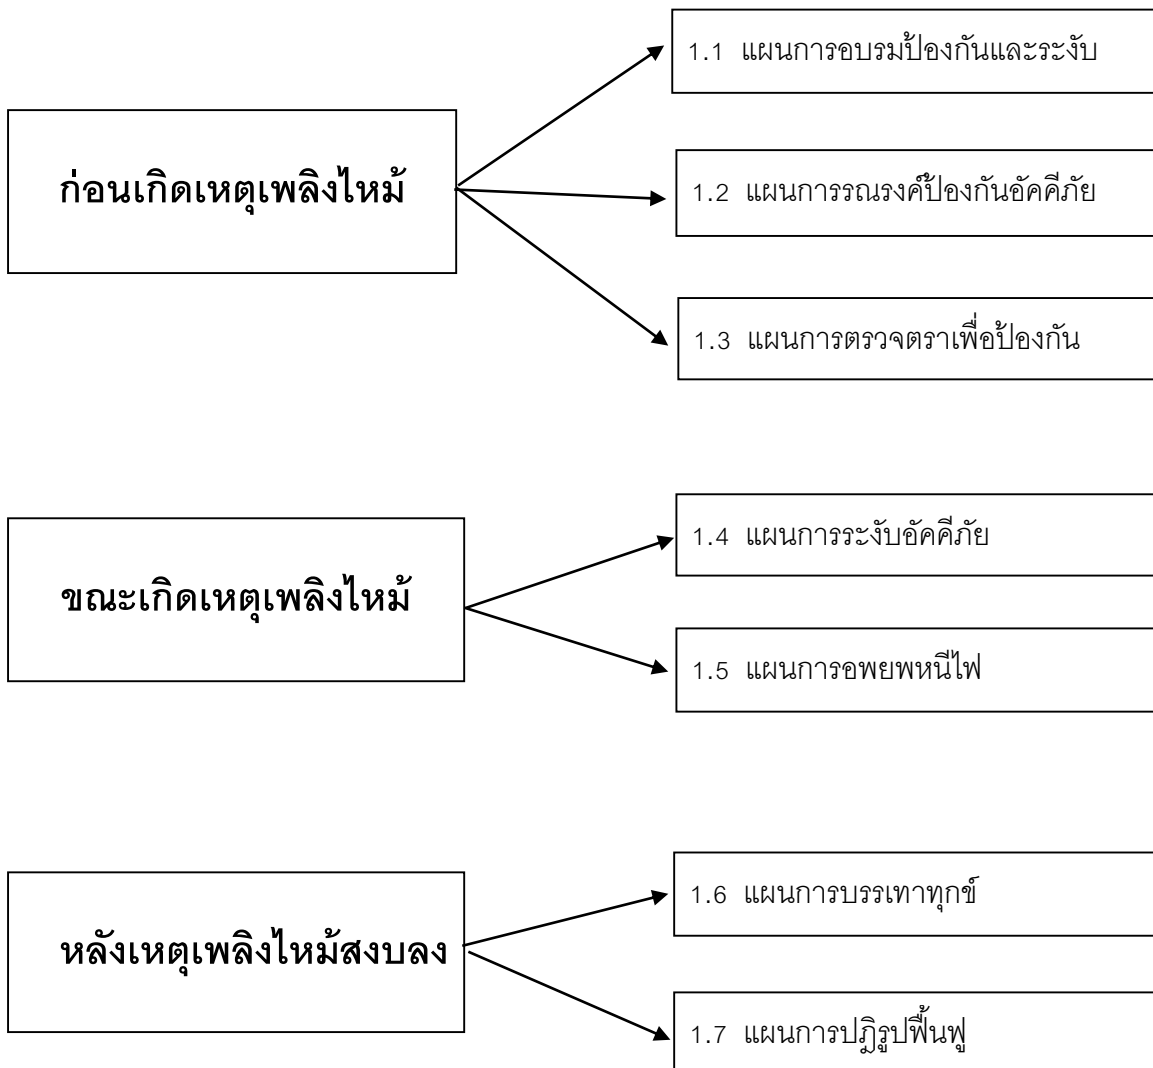 ก่อนเกิดเหตุเพลิงไหม้
1.1 แผนการอบรมป้องกันและระงับ
1.2 แผนการรณรงค์ป้องกันอัคคีภัย
1.3 แผนการตรวจตราเพื่อป้องกัน
ขณะเกิดเหตุเพลิงไหม้
1.4 แผนการระงับอัคคีภัย
1.5 แผนการอพยพหนีไฟ
หลังเหตุเพลิงไหม้สงบลง
1.6 แผนการบรรเทาทุกข์
1.7 แผนการปฎิรูปฟื้นฟู